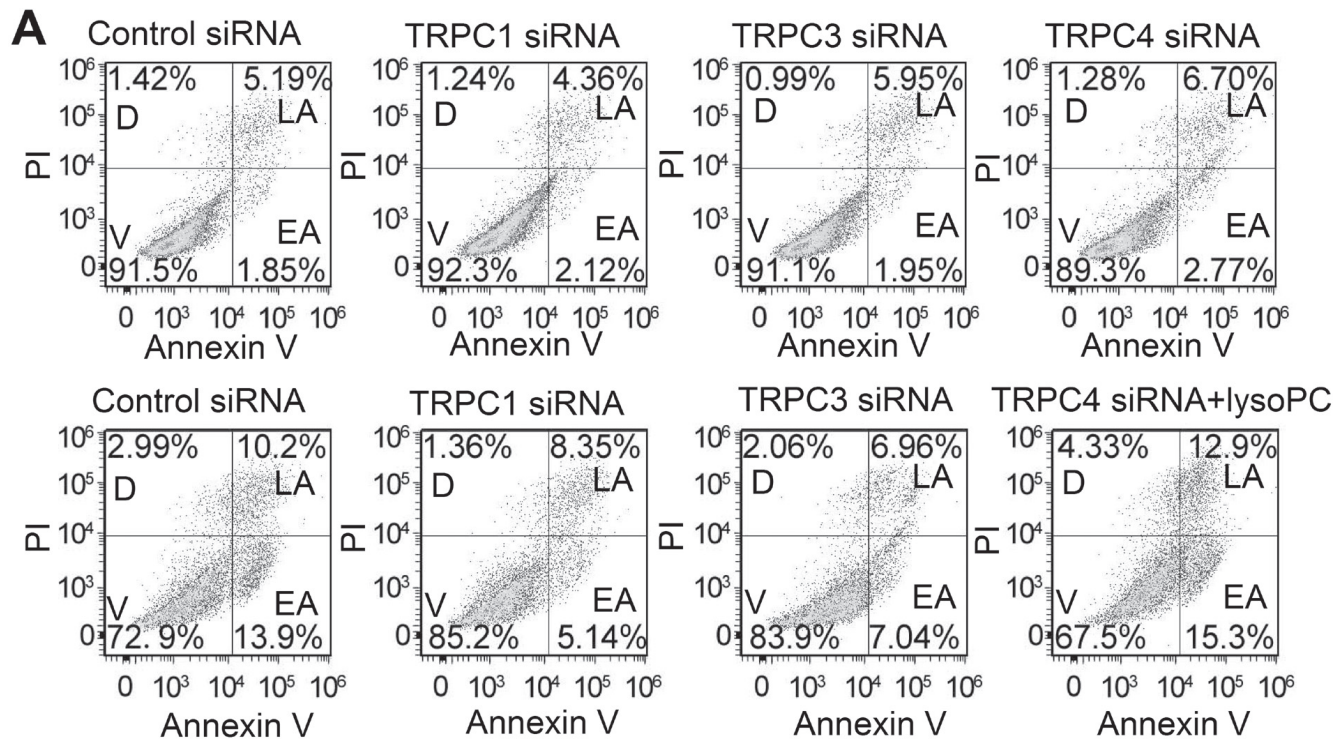 A
Control siRNA TRPC1 siRNA TRPC3 siRNA TRPC4 siRNA
10⁶ 1.42% 5.19% 10⁶ 1.24% 4.36% 10⁶ 0.99% 5.95% 10⁶ 1.28% 6.70%
10⁵ D LA 10⁵ D LA 10⁵ D LA 10⁵ D LA
PI 10⁴ PI 10⁴ PI 10⁴ PI 10⁴
10³ V EA 10³ V EA 10³ V EA 10³ V EA
0 91.5% 1.85% 0 92.3% 2.12% 0 91.1% 1.95% 0 89.3% 2.77%
0 10³ 10⁴ 10⁵ 10⁶ 0 10³ 10⁴ 10⁵ 10⁶ 0 10³ 10⁴ 10⁵ 10⁶ 0 10³ 10⁴ 10⁵ 10⁶
Annexin V Annexin V Annexin V Annexin V
Control siRNA TRPC1 siRNA TRPC3 siRNA TRPC4 siRNA+lysoPC
10⁶ 2.99% 10.2% 10⁶ 1.36% 8.35% 10⁶ 2.06% 6.96% 10⁶ 4.33% 12.9%
10⁵ D LA 10⁵ D LA 10⁵ D LA 10⁵ D LA
PI 10⁴ PI 10⁴ PI 10⁴ PI 10⁴
10³ V EA 10³ V EA 10³ V EA 10³ V EA
0 72. 9% 13.9% 0 85.2% 5.14% 0 83.9% 7.04% 0 67.5% 15.3%
0 10³ 10⁴ 10⁵ 10⁶ 0 10³ 10⁴ 10⁵ 10⁶ 0 10³ 10⁴ 10⁵ 10⁶ 0 10³ 10⁴ 10⁵ 10⁶
Annexin V Annexin V Annexin V Annexin V